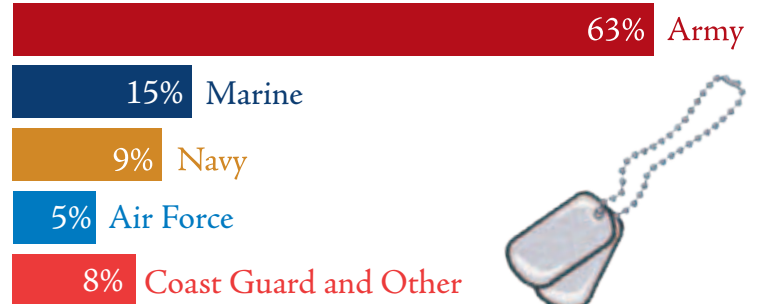 63% Army
15% Marine
9% Navy
5% Air Force
8% Coast Guard and Other